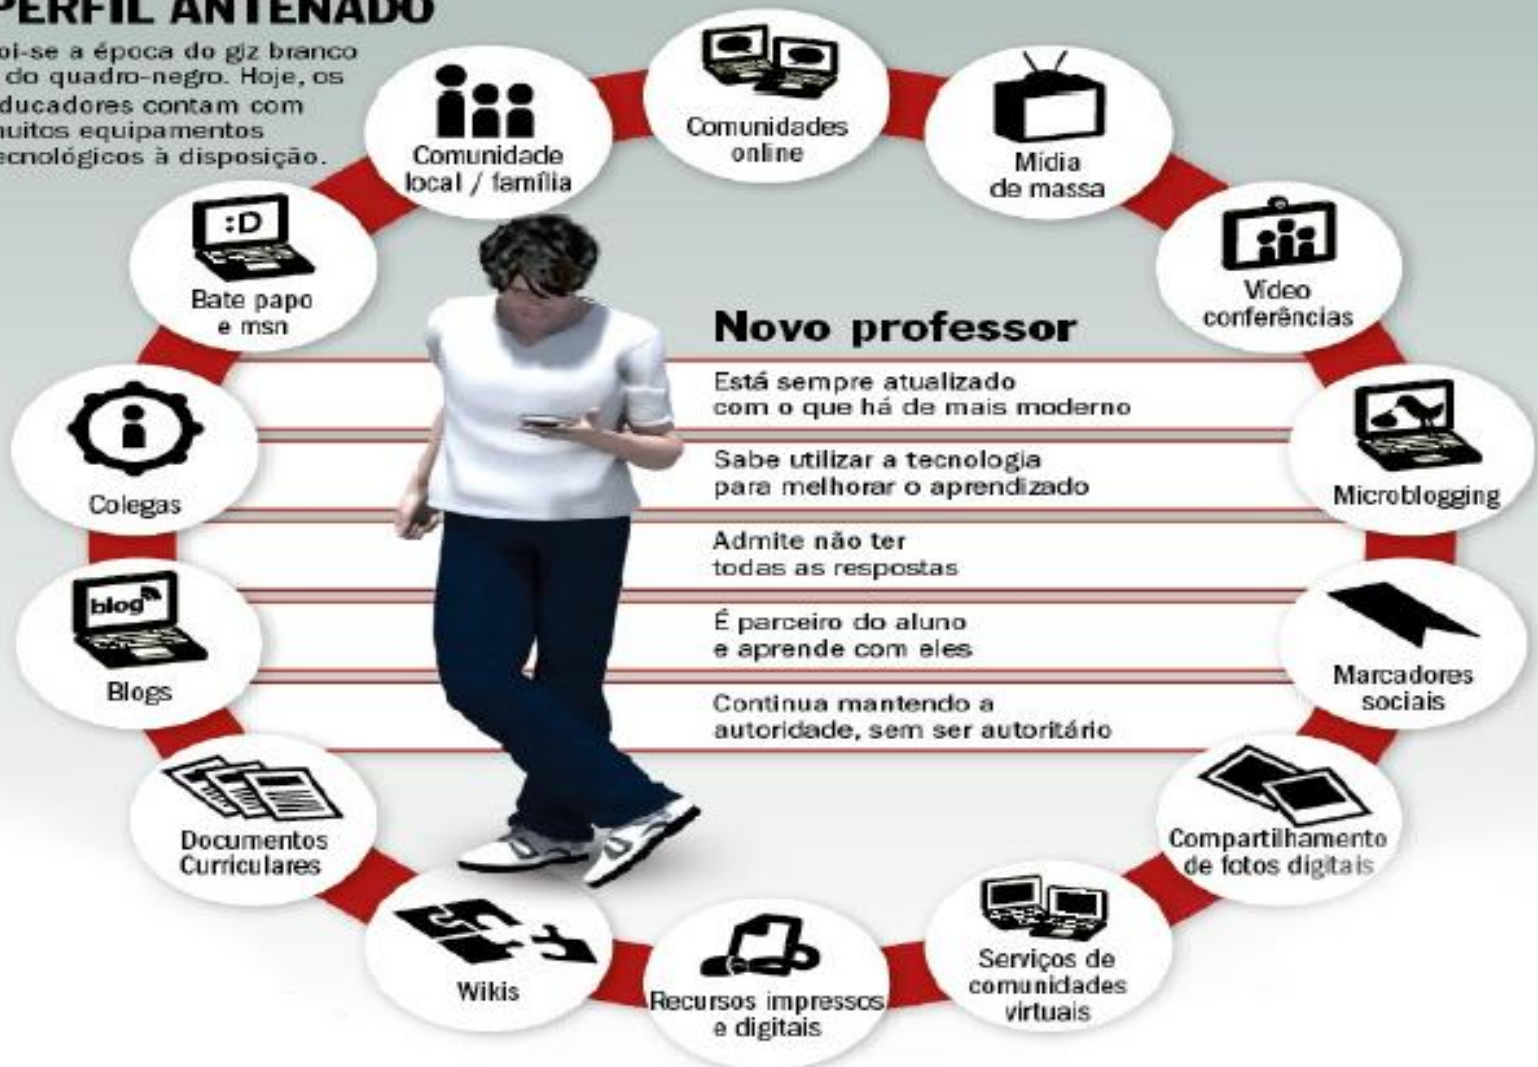 PERFIL ANTENADO
oi-se a época do giz branco
do quadro-negro. Hoje, os
ducadores contam com
uitos equipamentos
ecnológicos à disposição.
Comunidade
local / família
Comunidades
online
Mídia
de massa
Vídeo
conferências
Microblogging
Marcadores
sociais
Compartilhamento
de fotos digitais
Serviços de
comunidades
virtuais
Recursos impressos
e digitais
Wikis
Documentos
Curriculares
blog
Blogs
Colegas
:D
Bate papo
e msn
Novo professor
Está sempre atualizado
com o que há de mais moderno
Sabe utilizar a tecnologia
para melhorar o aprendizado
Admite não ter
todas as respostas
É parceiro do aluno
e aprende com eles
Continua mantendo a
autoridade, sem ser autoritário